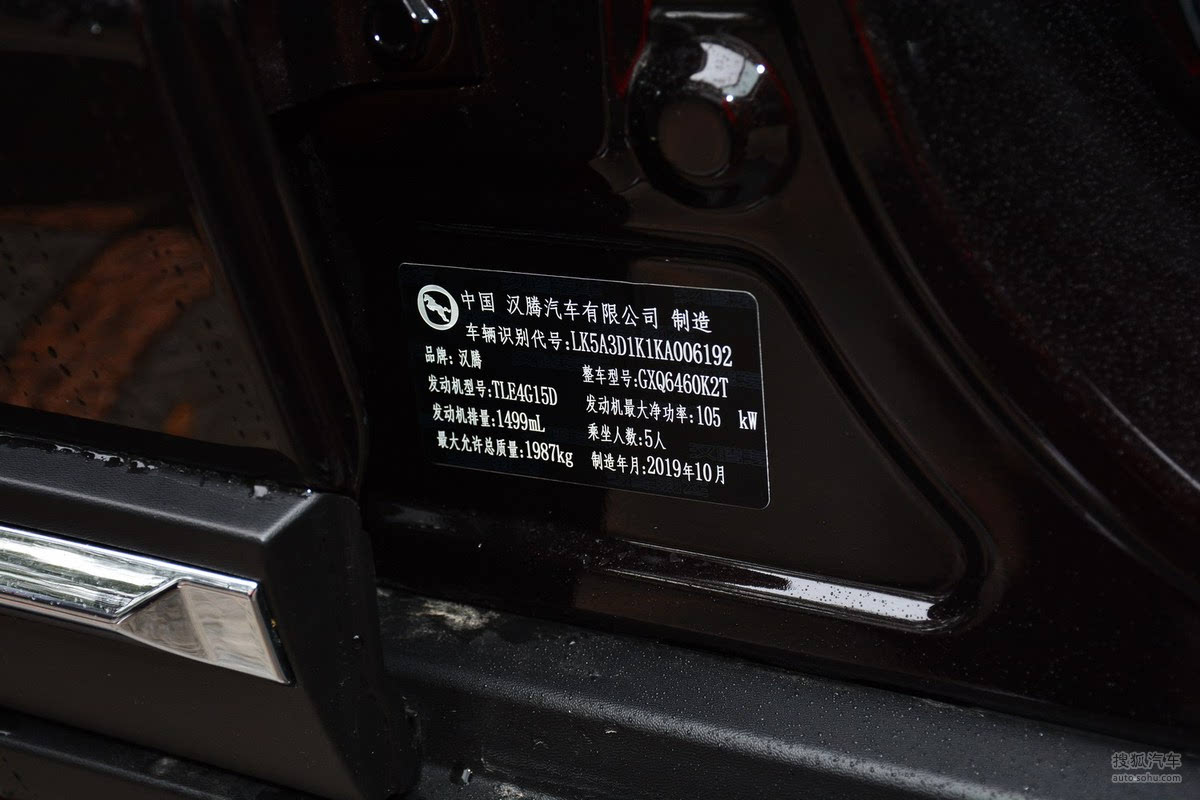 中国 汉腾汽车有限公司 制造
车辆识别代号:LK5A3D1K1KA006192
品牌: 汉腾 整车型号:GXQ6460K2T
发动机型号:TLE4G15D 发动机最大净功率:105 kW
发动机排量:1499mL 乘坐人数:5人
最大允许总质量:1987kg 制造年月:2019年10月
搜狐汽车
auto.sohu.com